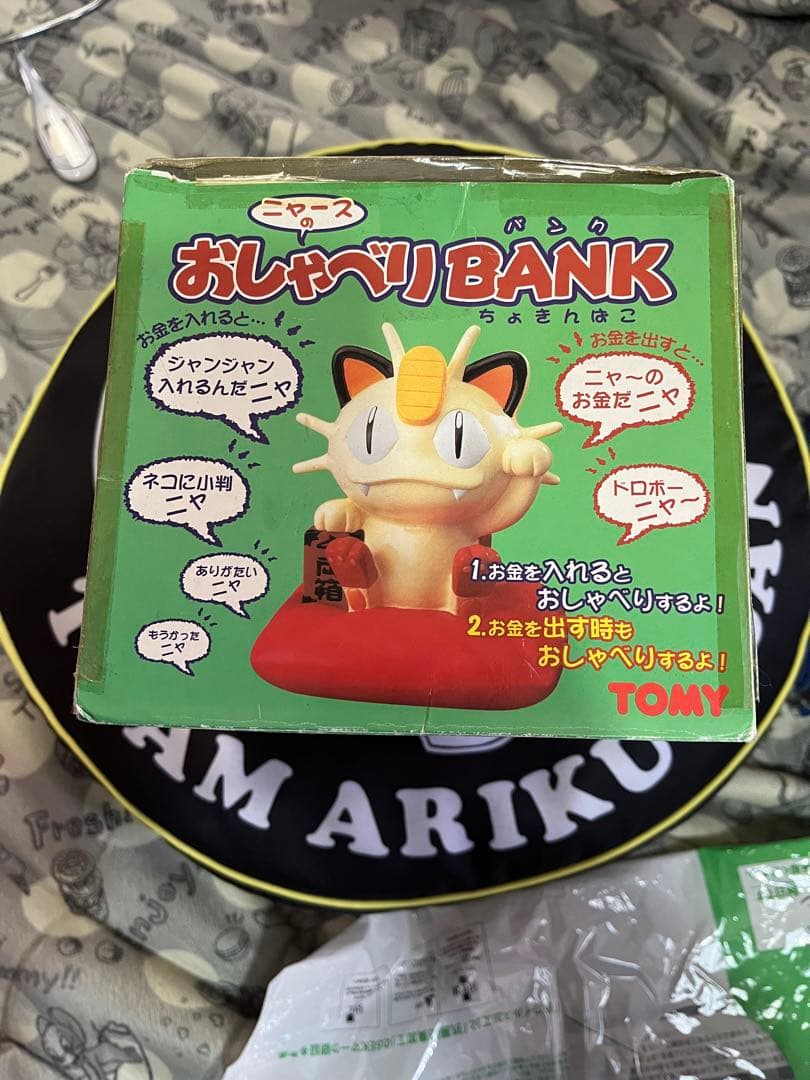 ニャースの
バンク
おしゃべりBANK
ちょきんばこ
お金を入れると…
ジャンジャン
入れるんだニャ
ネコに小判
ニャ
ありがたい
ニャ
もうかった
ニャ
お金を出すと…
ニャ〜の
お金だニャ
ドロボー
ニャ〜
両箱
1.お金を入れると
おしゃべりするよ!
2.お金を出す時も
おしゃべりするよ!
TOMY
AM ARIKU
Fresh!
Enjoy